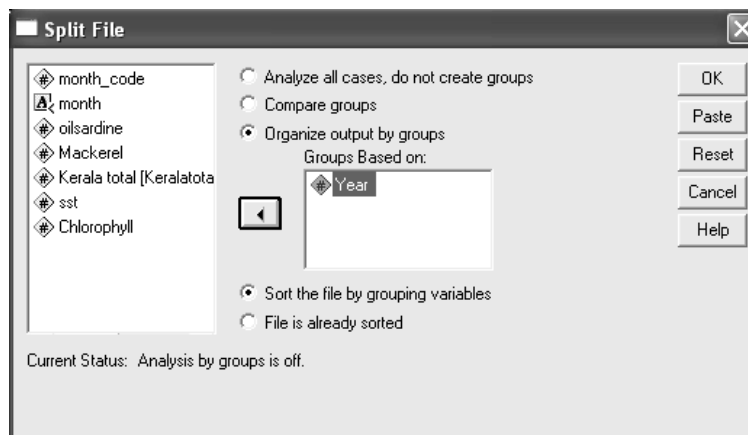 Split File
month_code
month
oilsardine
Mackerel
Kerala total [Keralatota
sst
Chlorophyll
Analyze all cases, do not create groups
Compare groups
Organize output by groups
Groups Based on:
Year
Sort the file by grouping variables
File is already sorted
OK
Paste
Reset
Cancel
Help
Current Status: Analysis by groups is off.